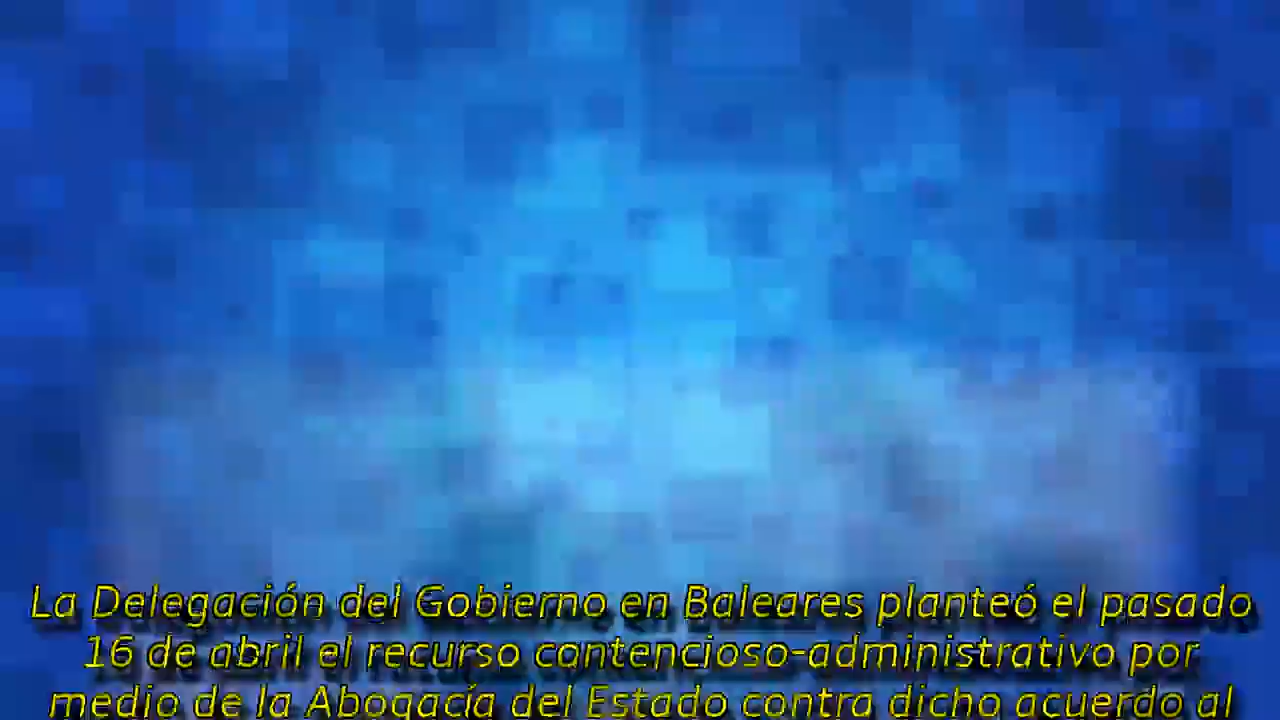 La Delegación del Gobierno en Baleares planteó el pasado
16 de abril el recurso contencioso-administrativo por
medio de la Abogacía del Estado contra dicho acuerdo al